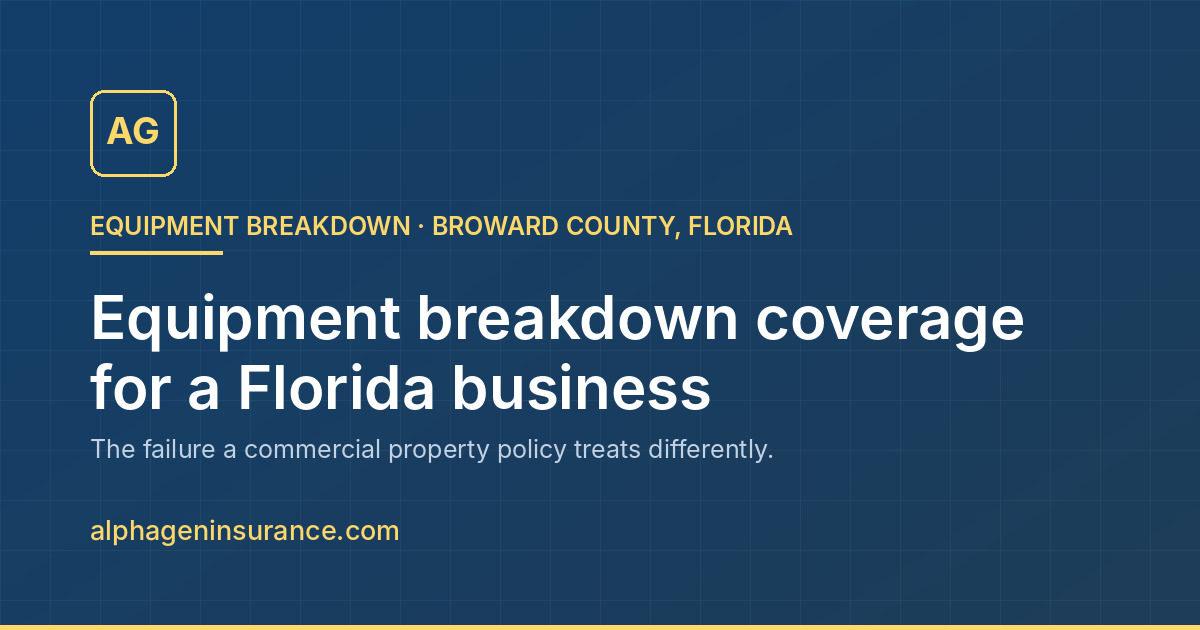 AG
EQUIPMENT BREAKDOWN · BROWARD COUNTY, FLORIDA
Equipment breakdown coverage
for a Florida business
The failure a commercial property policy treats differently.
alphageninsurance.com